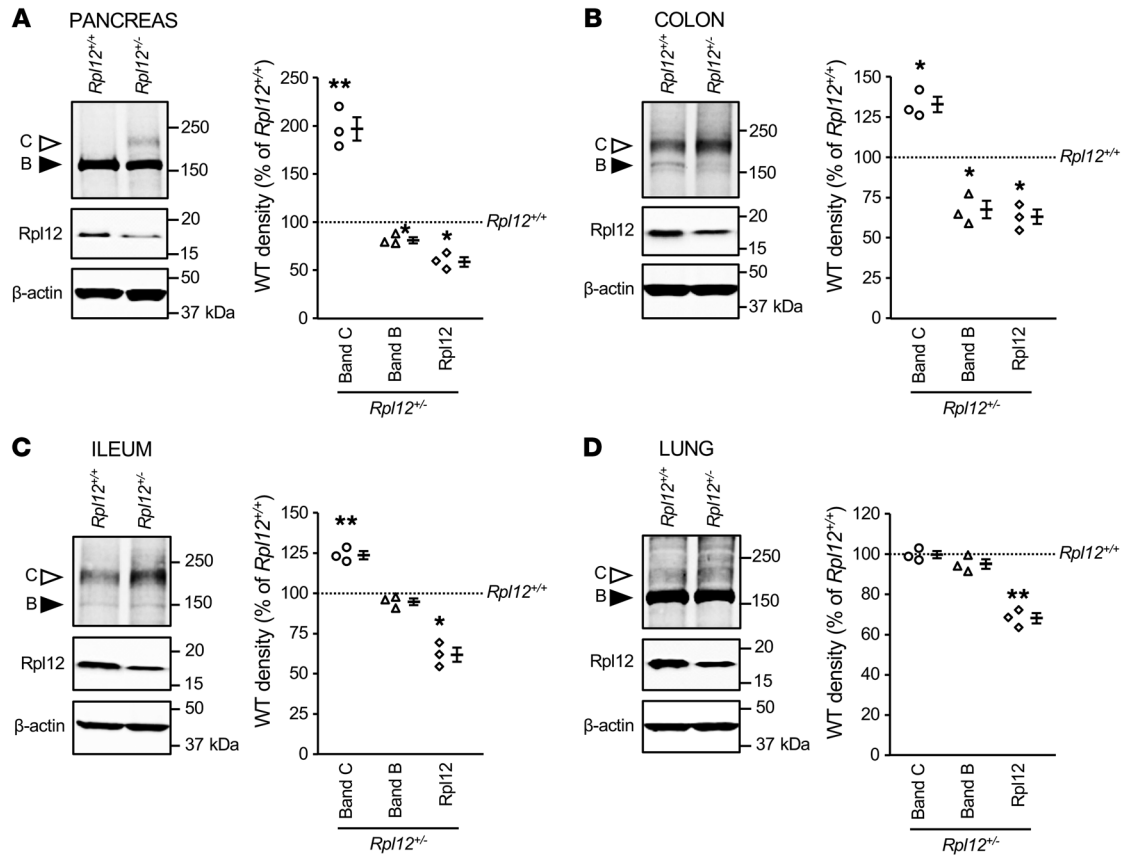 A
PANCREAS
Rpl12+/+
Rpl12+/-
C
B
250
150
Rpl12
20
15
β-actin
50
37 kDa
WT density (% of Rpl12+/+)
250
200
150
100
50
0
**
*
*
Rpl12+/+
Band C
Band B
Rpl12
Rpl12+/-
B
COLON
Rpl12+/+
Rpl12+/-
C
B
250
150
Rpl12
20
15
β-actin
50
37 kDa
WT density (% of Rpl12+/+)
150
125
100
75
50
25
0
*
*
*
Rpl12+/+
Band C
Band B
Rpl12
Rpl12+/-
C
ILEUM
Rpl12+/+
Rpl12+/-
C
B
250
150
Rpl12
20
15
β-actin
50
37 kDa
WT density (% of Rpl12+/+)
150
125
100
75
50
25
0
**
*
Rpl12+/+
Band C
Band B
Rpl12
Rpl12+/-
D
LUNG
Rpl12+/+
Rpl12+/-
C
B
250
150
Rpl12
20
15
β-actin
50
37 kDa
WT density (% of Rpl12+/+)
120
100
80
60
40
20
0
**
Rpl12+/+
Band C
Band B
Rpl12
Rpl12+/-